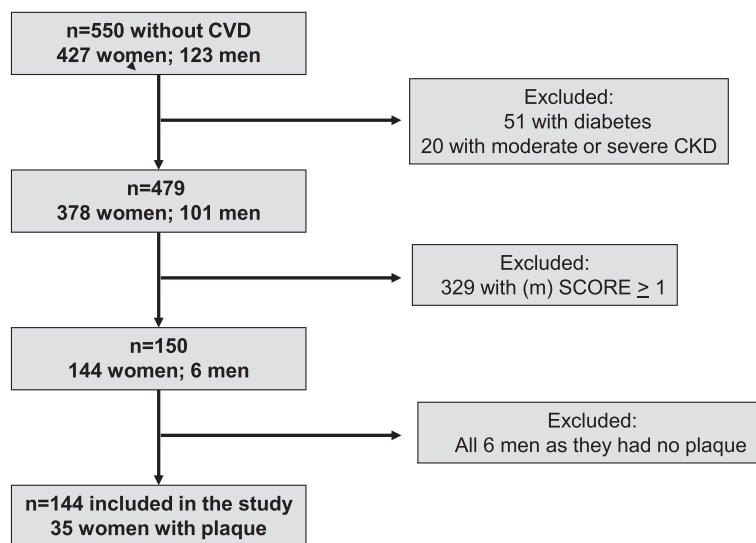 n=550 without CVD
427 women; 123 men
Excluded:
51 with diabetes
20 with moderate or severe CKD
n=479
378 women; 101 men
Excluded:
329 with (m) SCORE ≥ 1
n=150
144 women; 6 men
Excluded:
All 6 men as they had no plaque
n=144 included in the study
35 women with plaque